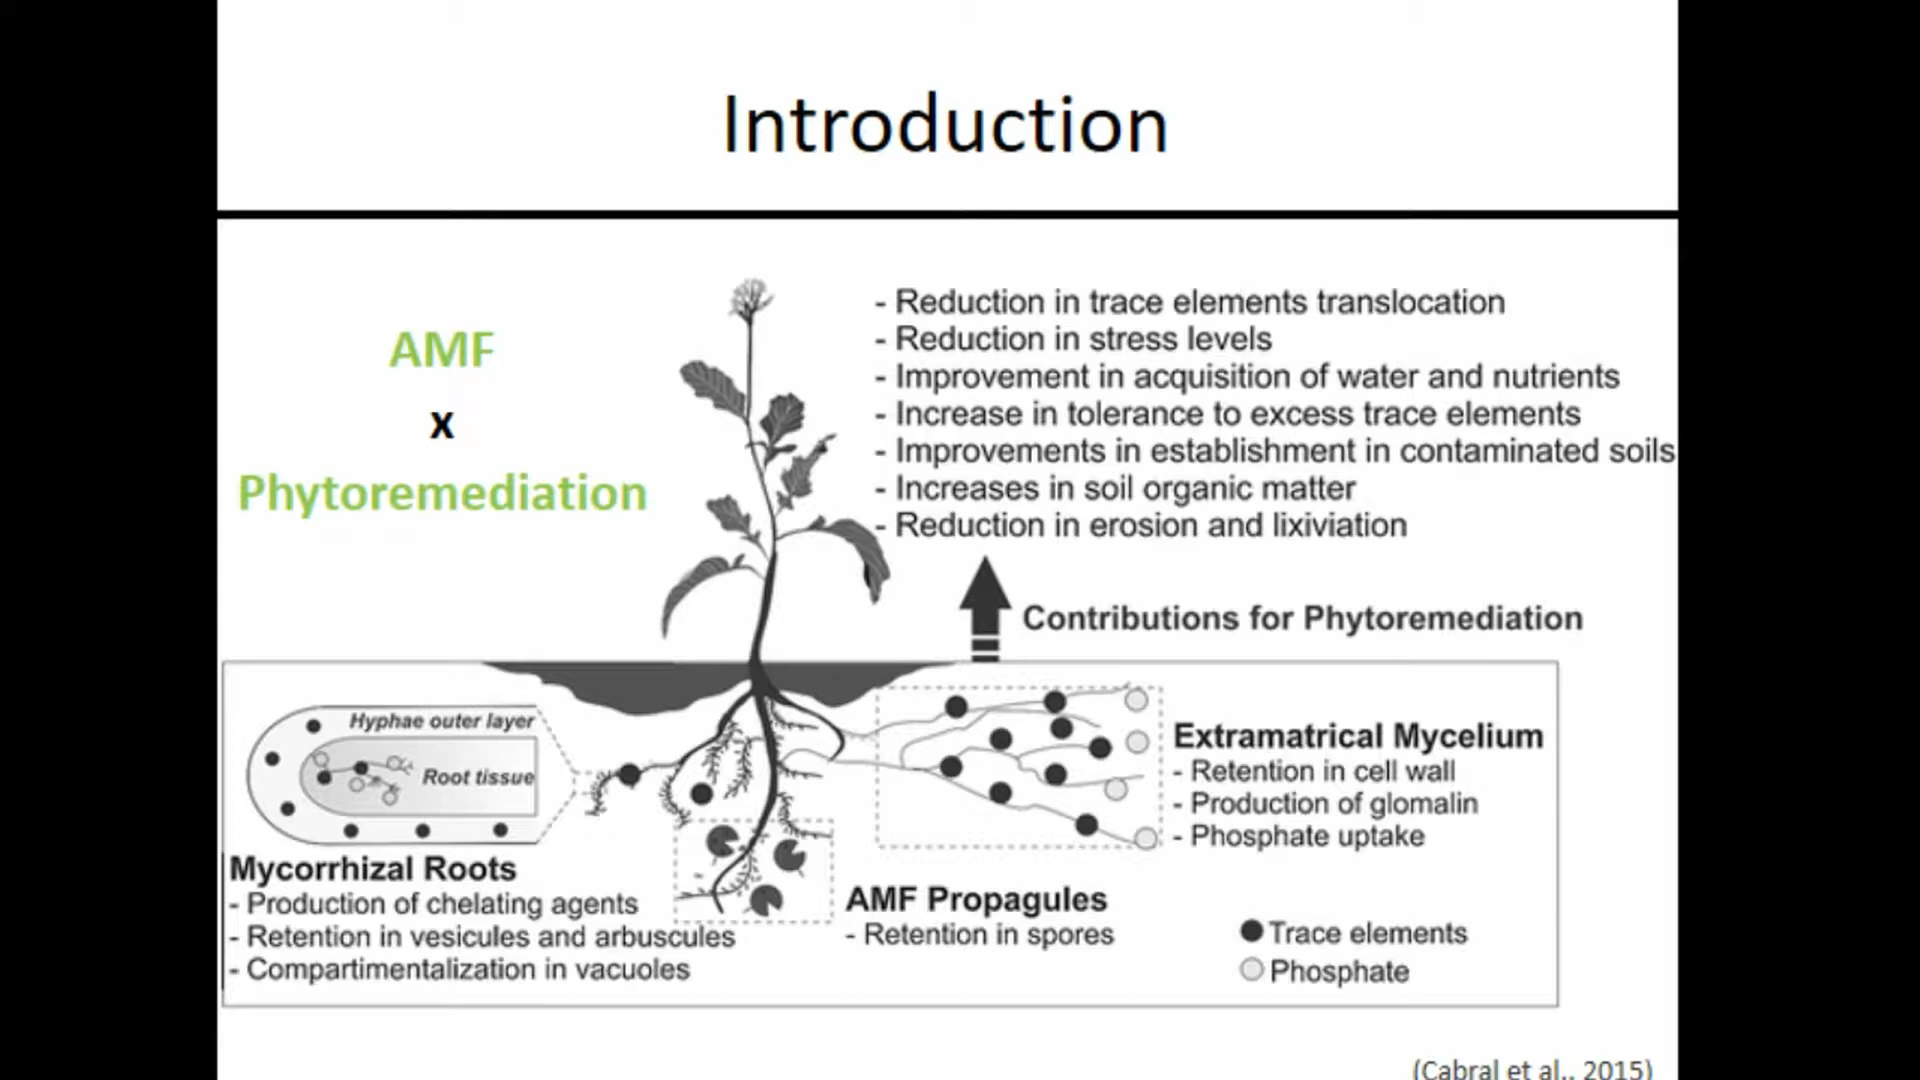 Introduction
AMF
x
Phytoremediation
- Reduction in trace elements translocation
- Reduction in stress levels
- Improvement in acquisition of water and nutrients
- Increase in tolerance to excess trace elements
- Improvements in establishment in contaminated soils
- Increases in soil organic matter
- Reduction in erosion and lixiviation
Contributions for Phytoremediation
Hyphae outer layer
Root tissue
Mycorrhizal Roots
- Production of chelating agents
- Retention in vesicules and arbuscules
- Compartimentalization in vacuoles
AMF Propagules
- Retention in spores
Extramatrical Mycelium
- Retention in cell wall
- Production of glomalin
- Phosphate uptake
Trace elements
Phosphate
(Cabral et al., 2015)